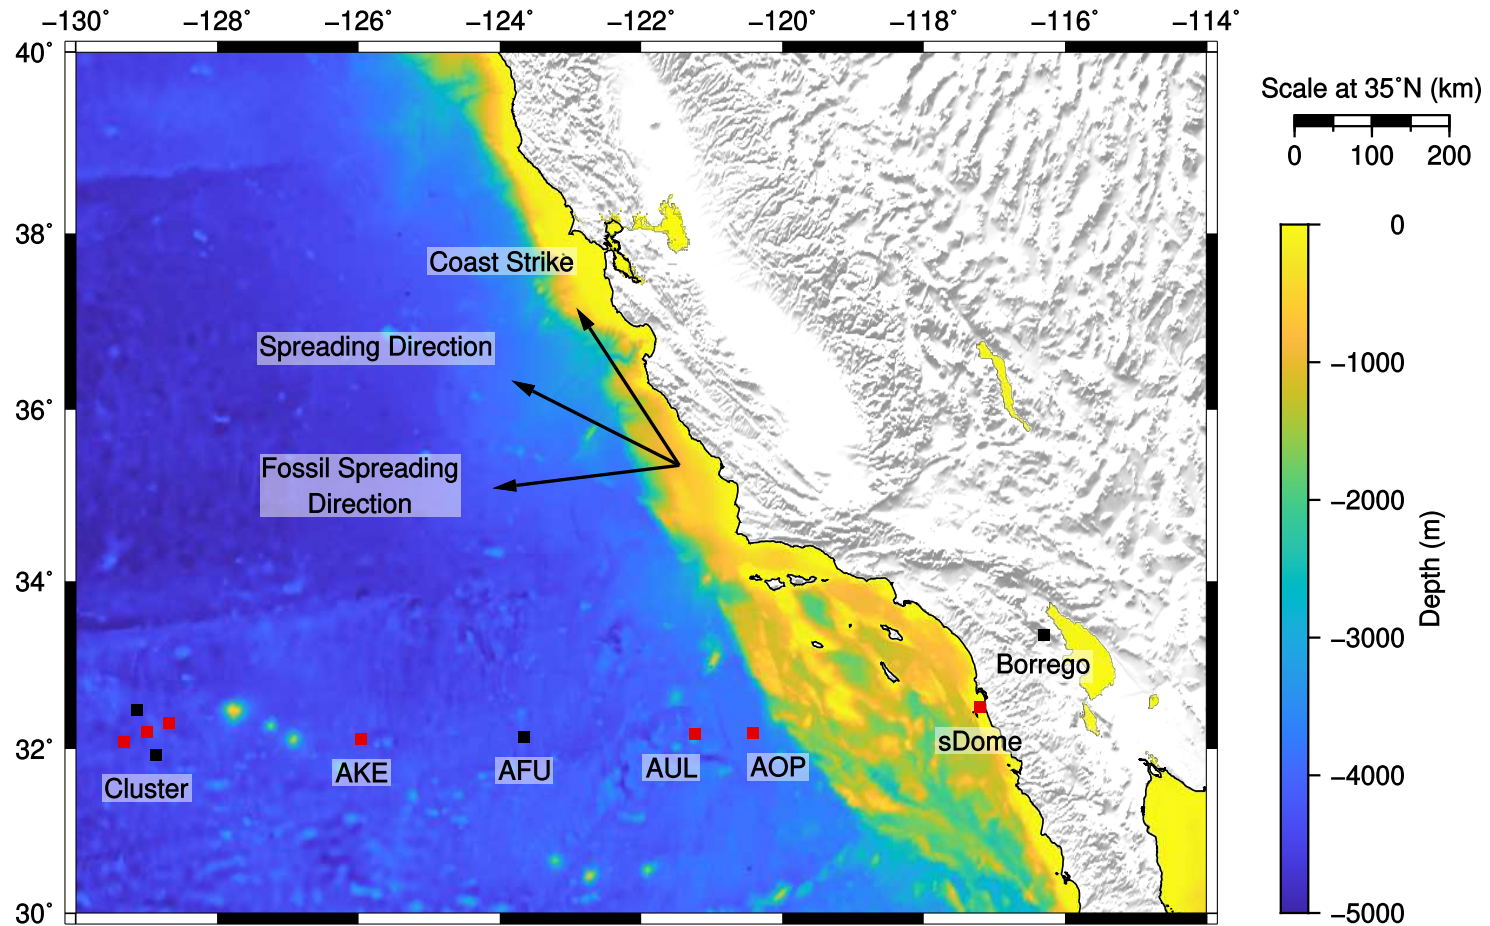 −130˚ −128˚ −126˚ −124˚ −122˚ −120˚ −118˚ −116˚ −114˚
40˚
38˚
36˚
34˚
32˚
30˚
Coast Strike
Spreading Direction
Fossil Spreading
Direction
Borrego
sDome
Cluster
AKE
AFU
AUL
AOP
Scale at 35˚N (km)
0 100 200
0
−1000
−2000
−3000
−4000
−5000
Depth (m)